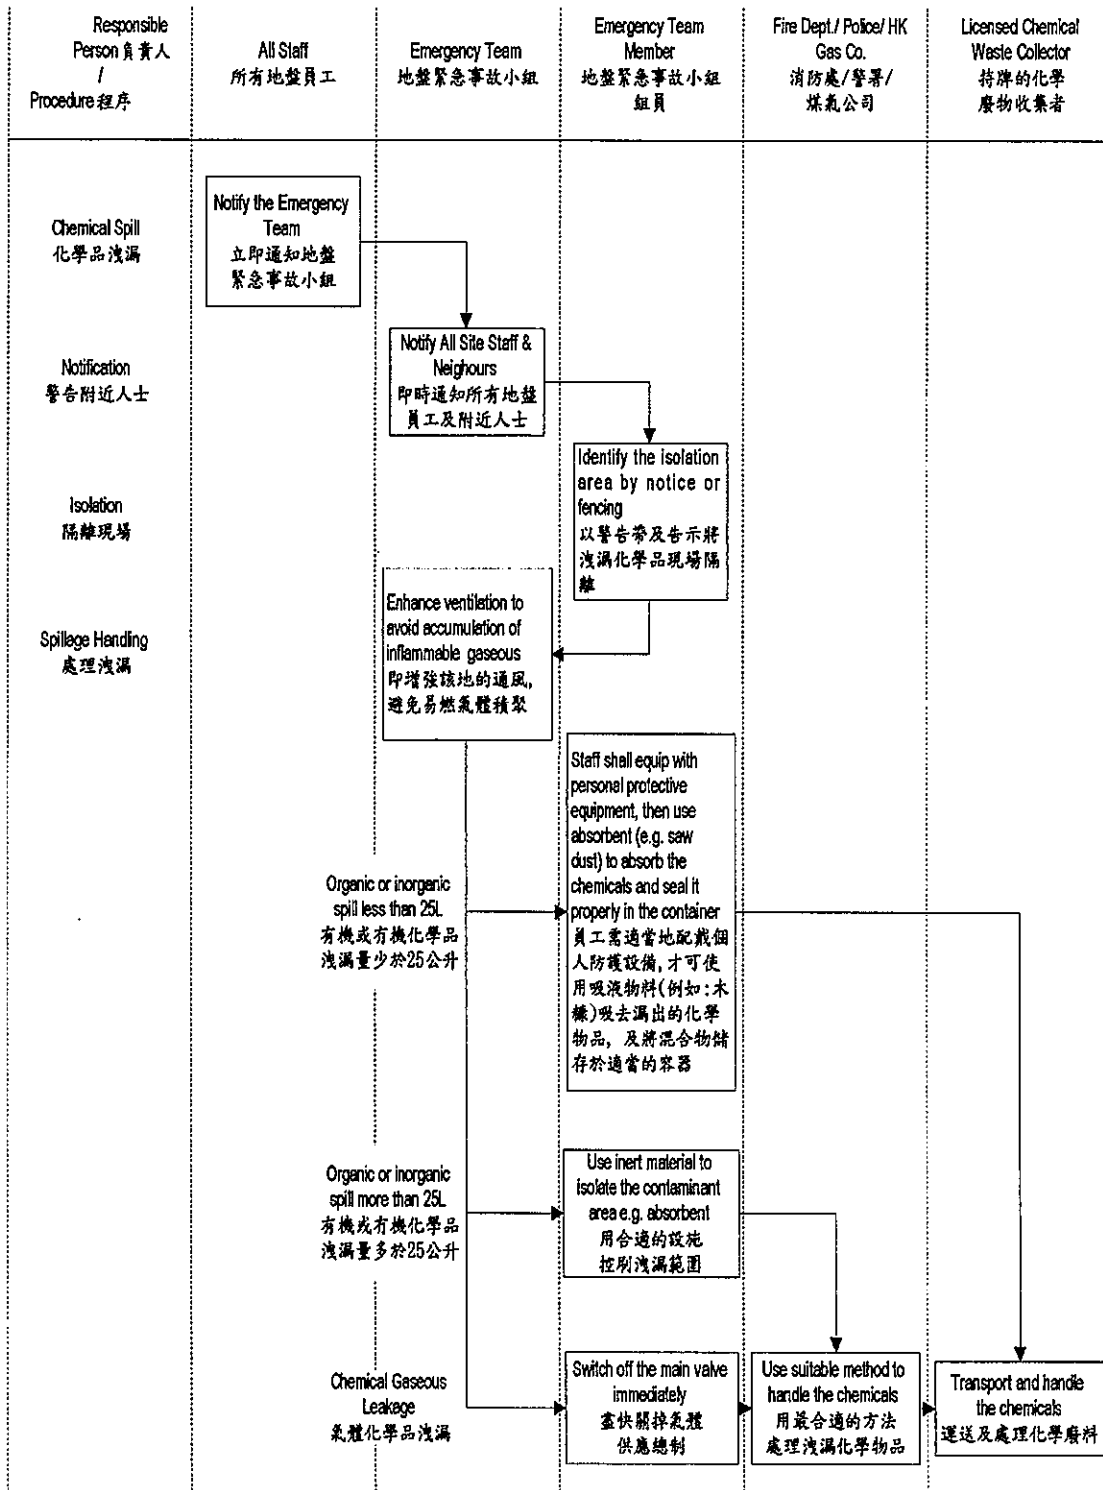 Responsible
Person 負責人
/
Procedure 程序
All Staff
所有地盤員工
Emergency Team
地盤緊急事故小組
Emergency Team
Member
地盤緊急事故小組
組員
Fire Dept./ Police/ HK
Gas Co.
消防處/警署/
煤氣公司
Licensed Chemical
Waste Collector
持牌的化學
廢物收集者
Chemical Spill
化學品洩漏
Notify the Emergency
Team
立即通知地盤
緊急事故小組
Notification
警告附近人士
Notify All Site Staff &
Neighours
即時通知所有地盤
員工及附近人士
Isolation
隔離現場
Identify the isolation
area by notice or
fencing
以警告帶及告示將
洩漏化學品現場隔
離
Spillage Handing
處理洩漏
Enhance ventilation to
avoid accumulation of
inflammable gaseous
即增強該地的通風,
避免易燃氣體積聚
Organic or inorganic
spill less than 25L
有機或冇機化學品
洩漏量少於25公升
Staff shall equip with
personal protective
equipment, then use
absorbent (e.g. saw
dust) to absorb the
chemicals and seal it
properly in the container
員工需適當地配戴個
人防護設備,才可使
用吸液物料(例如:木
糠)吸去漏出的化學
物品, 及將混合物儲
存於適當的容器
Organic or inorganic
spill more than 25L
有機或冇機化學品
洩漏量多於25公升
Use inert material to
isolate the contaminant
area e.g. absorbent
用合適的設施
控制洩漏範圍
Chemical Gaseous
Leakage
氣體化學品洩漏
Switch off the main valve
immediately
盡快關掉氣體
供應總制
Use suitable method to
handle the chemicals
用最合適的方法
處理洩漏化學物品
Transport and handle
the chemicals
運送及處理化學廢料